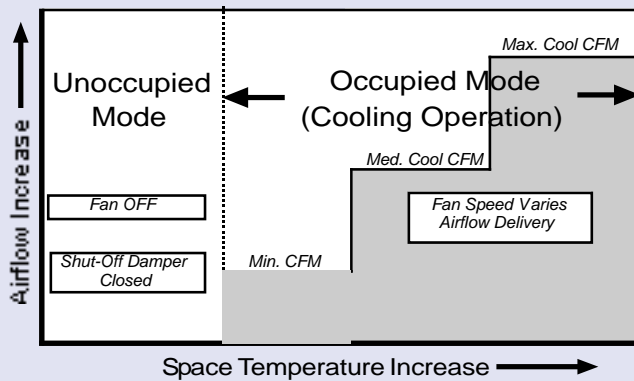 Max. Cool CFM
Unoccupied
Mode
Occupied Mode
(Cooling Operation)
Med. Cool CFM
Fan OFF
Fan Speed Varies
Airflow Delivery
Shut-Off Damper
Closed
Min. CFM
Airflow Increase
Space Temperature Increase